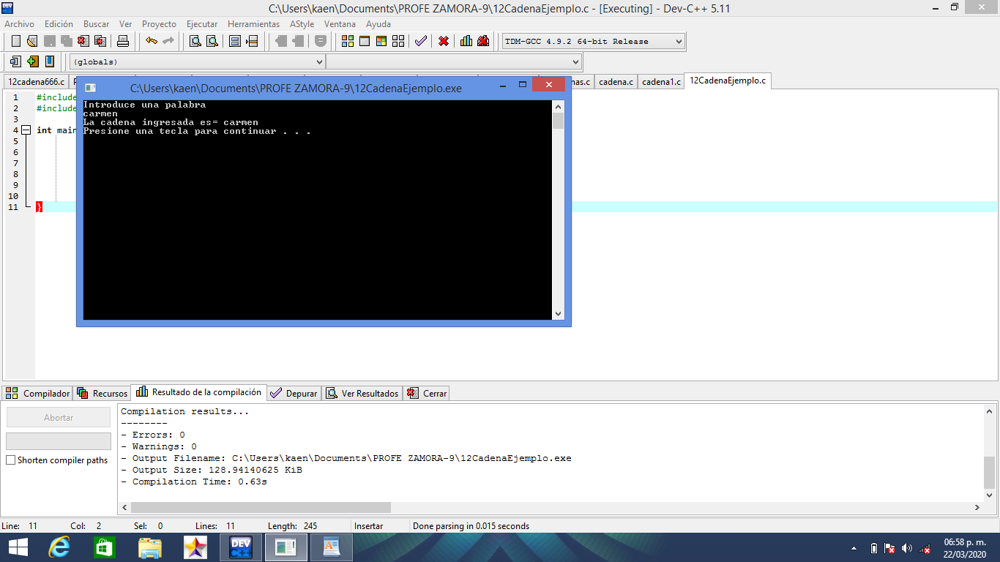 C:\Users\kaen\Documents\PROFE ZAMORA-9\12CadenaEjemplo.c - [Executing] - Dev-C++ 5.11
Archivo Edición Buscar Ver Proyecto Ejecutar Herramientas AStyle Ventana Ayuda
TDM-GCC 4.9.2 64-bit Release
(globals)
12cadena666.c cadena.c cadena1.c 12CadenaEjemplo.c
C:\Users\kaen\Documents\PROFE ZAMORA-9\12CadenaEjemplo.exe
1 #include
2 #include
3
4 int main
5
6
7
8
9
10
11 }
Introduce una palabra
carmen
La cadena ingresada es= carmen
Presione una tecla para continuar . . .
Compilador Recursos Resultado de la compilación Depurar Ver Resultados Cerrar
Abortar
Shorten compiler paths
Compilation results...
--------
- Errors: 0
- Warnings: 0
- Output Filename: C:\Users\kaen\Documents\PROFE ZAMORA-9\12CadenaEjemplo.exe
- Output Size: 128.94140625 KiB
- Compilation Time: 0.63s
Line: 11 Col: 2 Sel: 0 Lines: 11 Length: 245 Insertar Done parsing in 0.015 seconds
DEV C++
06:58 p. m.
22/03/2020